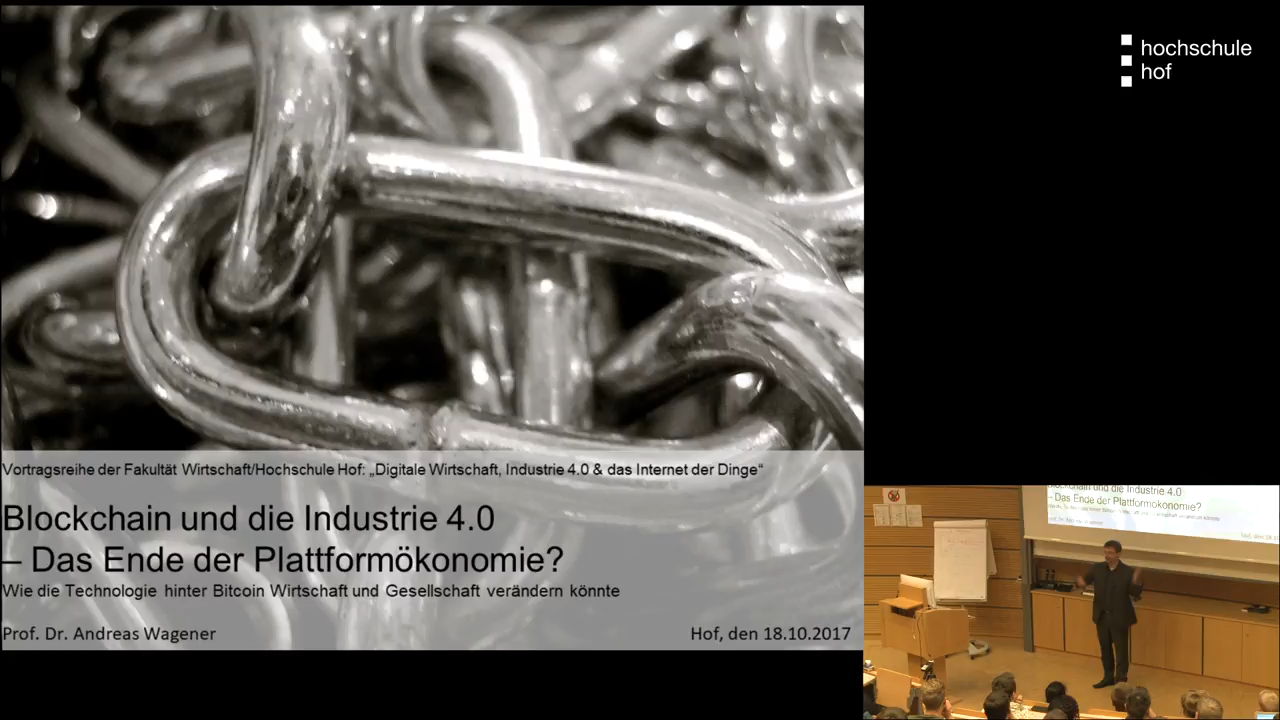 hochschule
hof
Vortragsreihe der Fakultät Wirtschaft/Hochschule Hof: „Digitale Wirtschaft, Industrie 4.0 & das Internet der Dinge“
Blockchain und die Industrie 4.0
– Das Ende der Plattformökonomie?
Wie die Technologie hinter Bitcoin Wirtschaft und Gesellschaft verändern könnte
Prof. Dr. Andreas Wagener
Hof, den 18.10.2017
Blockchain und die Industrie 4.0
– Das Ende der Plattformökonomie?